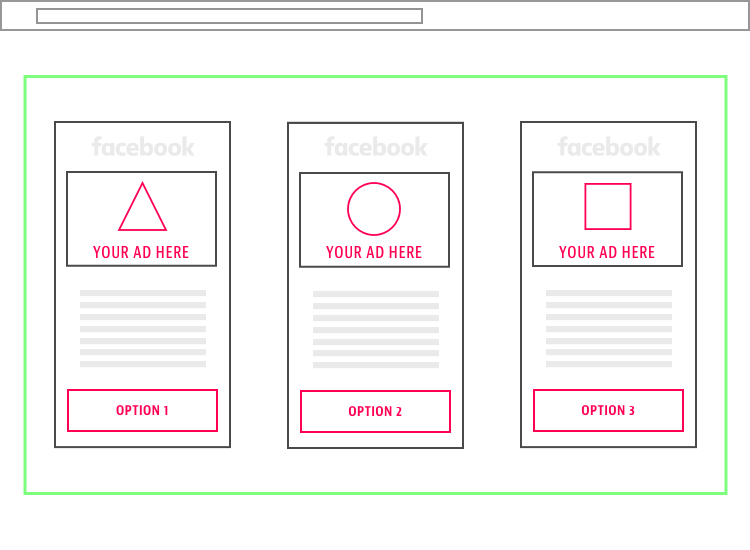 facebook
YOUR AD HERE
OPTION 1
facebook
YOUR AD HERE
OPTION 2
facebook
YOUR AD HERE
OPTION 3